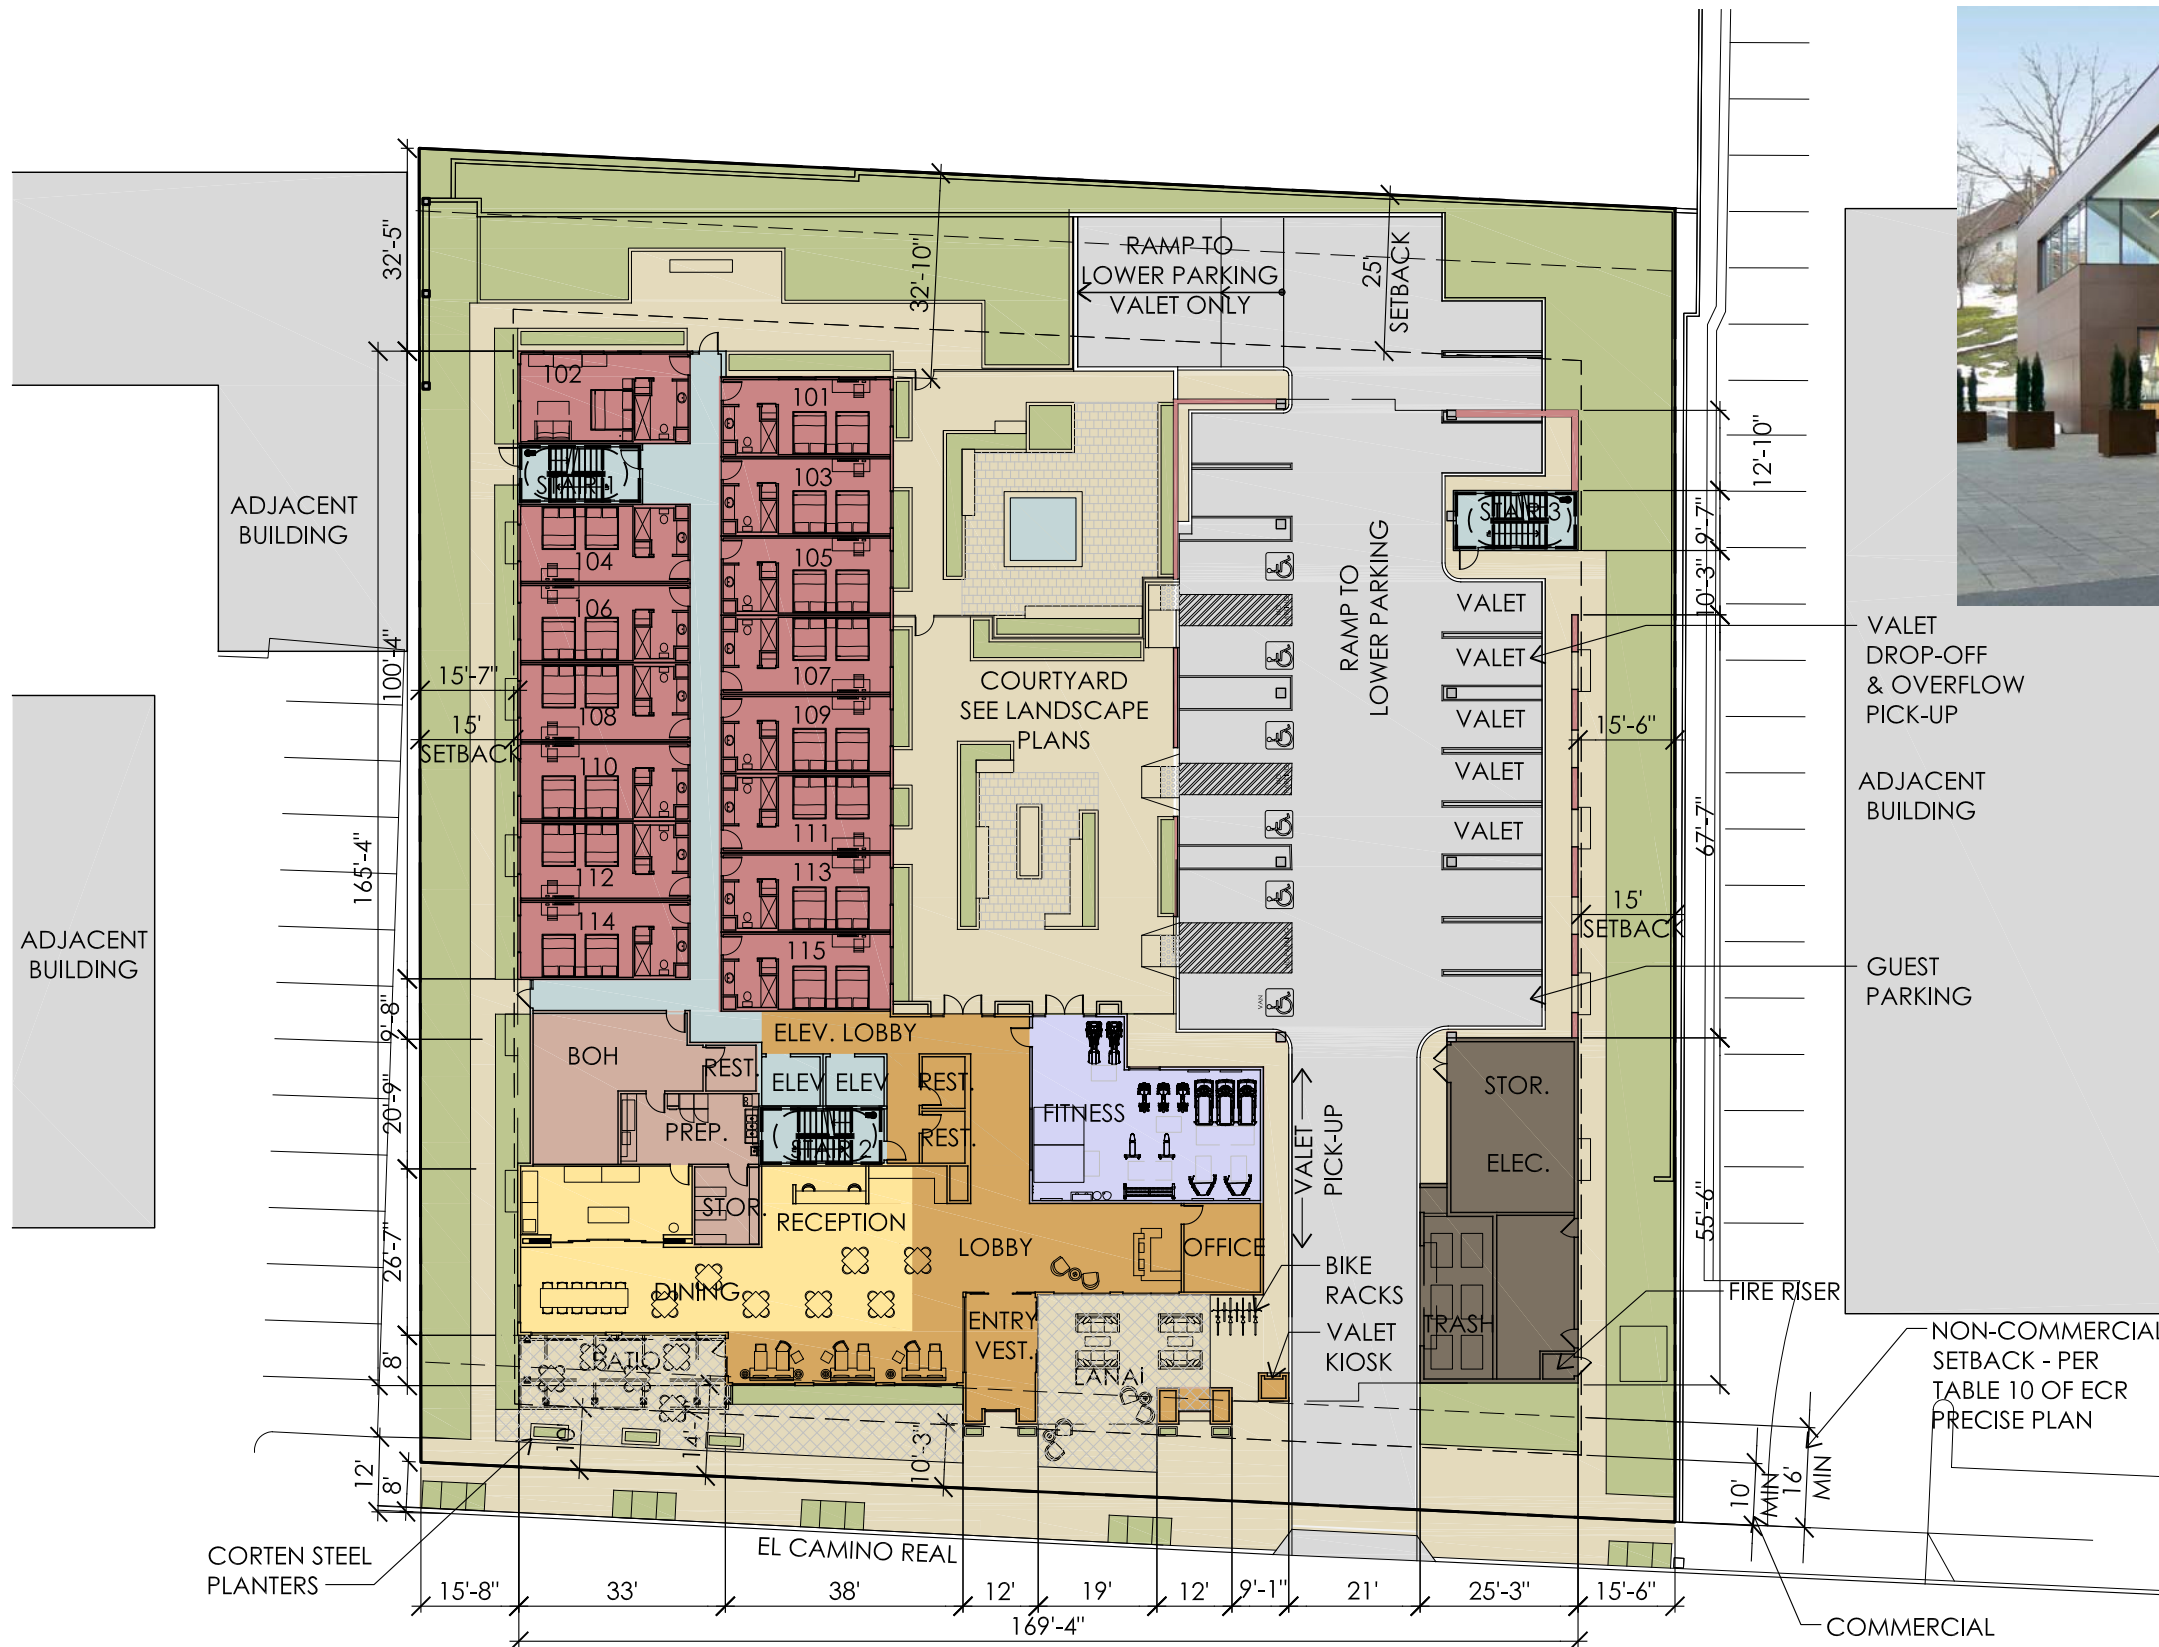 RAMP TO
LOWER PARKING
VALET ONLY
25'
SETBACK
32'-5"
32'-10"
102
101
STAIR 1
103
104
105
106
107
108
109
110
111
112
113
114
115
ADJACENT
BUILDING
ADJACENT
BUILDING
100'-4"
165'-4"
15'-7"
15'
SETBACK
COURTYARD
SEE LANDSCAPE
PLANS
RAMP TO
LOWER PARKING
STAIR 3
VALET
VALET
VALET
VALET
VALET
12'-10"
9'-7"
10'-3"
67'-7"
55'-6"
15'-6"
15'
SETBACK
VALET
DROP-OFF
& OVERFLOW
PICK-UP
ADJACENT
BUILDING
GUEST
PARKING
VAN
9'-8"
20'-9"
26'-7"
8'
12'
8'
BOH
REST.
ELEV. LOBBY
ELEV
ELEV
REST.
REST.
PREP.
STAIR 2
FITNESS
STOR.
RECEPTION
LOBBY
OFFICE
DINING
ENTRY
VEST.
PATIO
LANAi
VALET
PICK-UP
STOR.
ELEC.
TRASH
BIKE
RACKS
VALET
KIOSK
FIRE RISER
NON-COMMERCIAL
SETBACK - PER
TABLE 10 OF ECR
PRECISE PLAN
10'
14'-7"
10'-3"
10'
MIN
16'
MIN
CORTEN STEEL
PLANTERS
EL CAMINO REAL
15'-8"
33'
38'
12'
19'
12'
9'-1"
21'
25'-3"
15'-6"
169'-4"
COMMERCIAL